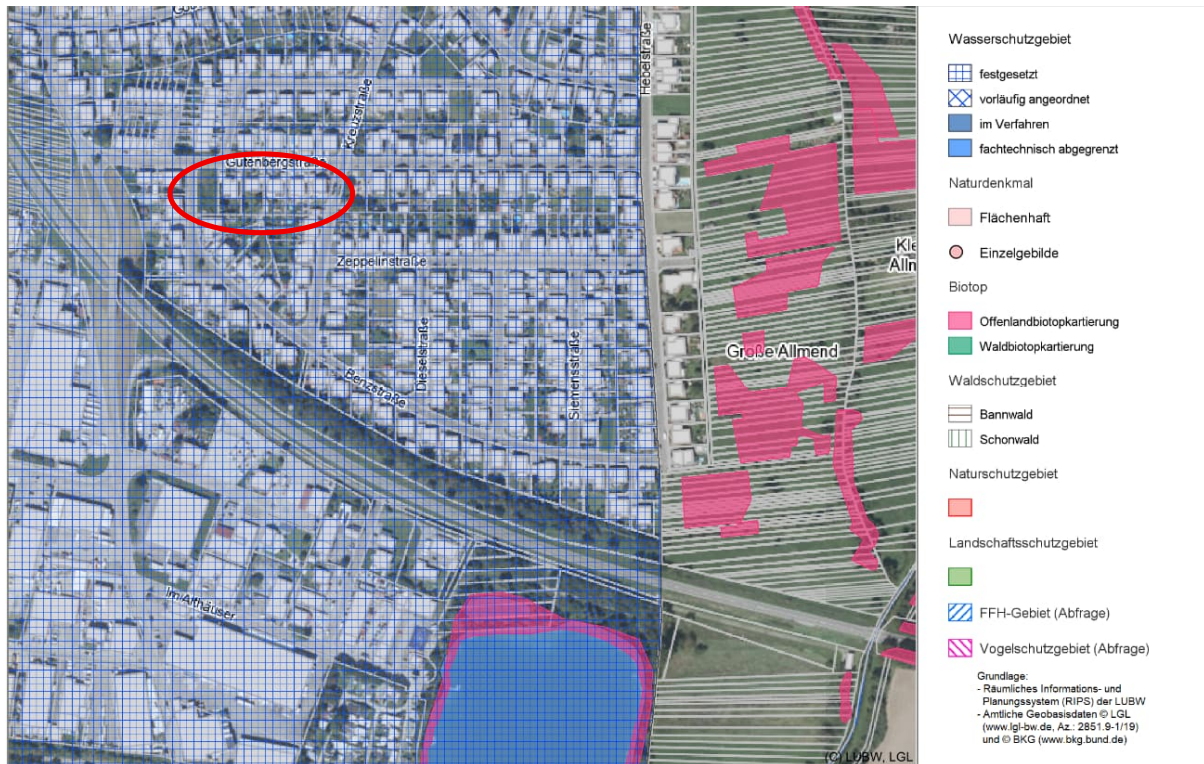 Hebelstraße
Kreuzstraße
Gutenbergstraße
Zeppelinstraße
Dieselstraße
Siemensstraße
Benzstraße
Große Allmend
Im Althäuser
(C) LUBW, LGL
Wasserschutzgebiet
festgesetzt
vorläufig angeordnet
im Verfahren
fachtechnisch abgegrenzt
Naturdenkmal
Flächenhaft
Einzelgebilde
Biotop
Offenlandbiotopkartierung
Waldbiotopkartierung
Waldschutzgebiet
Bannwald
Schonwald
Naturschutzgebiet
Landschaftsschutzgebiet
FFH-Gebiet (Abfrage)
Vogelschutzgebiet (Abfrage)
Grundlage:
- Räumliches Informations- und
Planungssystem (RIPS) der LUBW
- Amtliche Geobasisdaten © LGL
(www.lgl-bw.de, Az.: 2851.9-1/19)
und © BKG (www.bkg.bund.de)